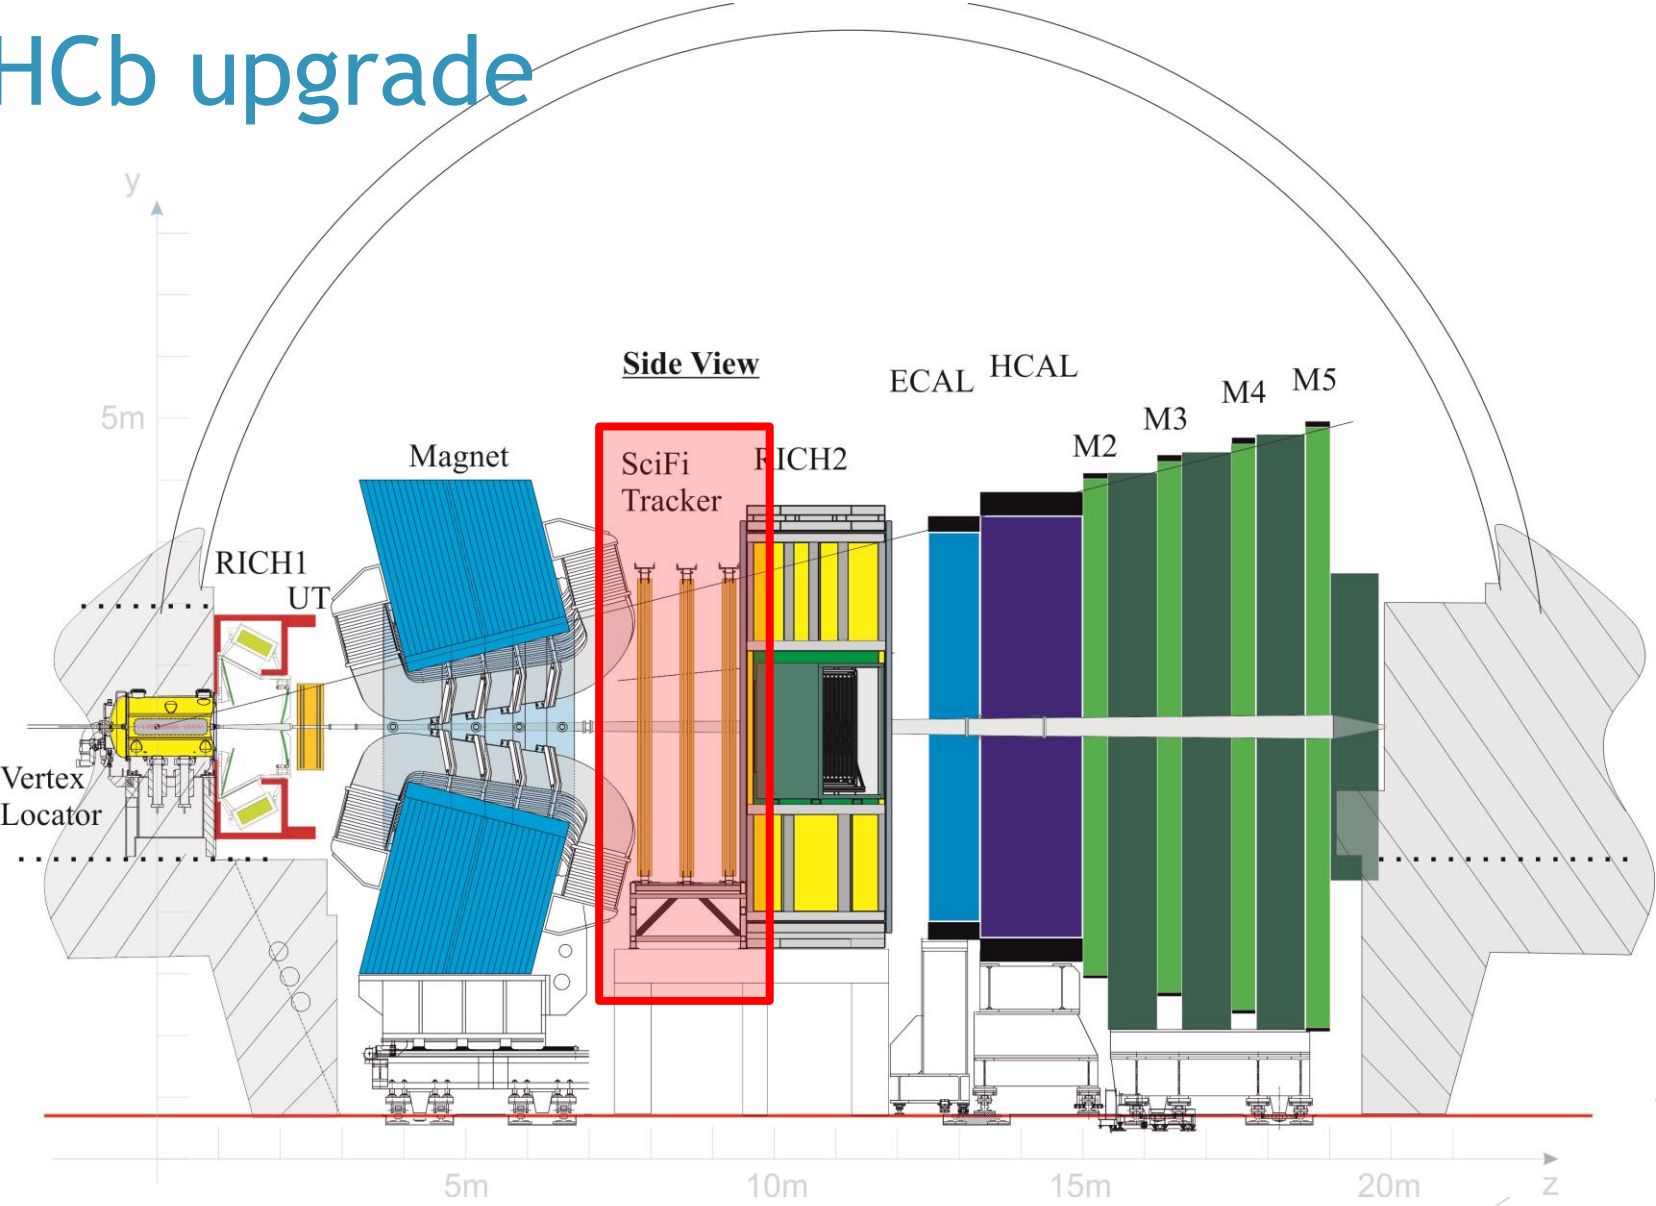 HCb upgrade
y
5m
Side View
ECAL
HCAL
M2
M3
M4
M5
Magnet
SciFi
Tracker
RICH2
RICH1
UT
Vertex
Locator
5m
10m
15m
20m
z